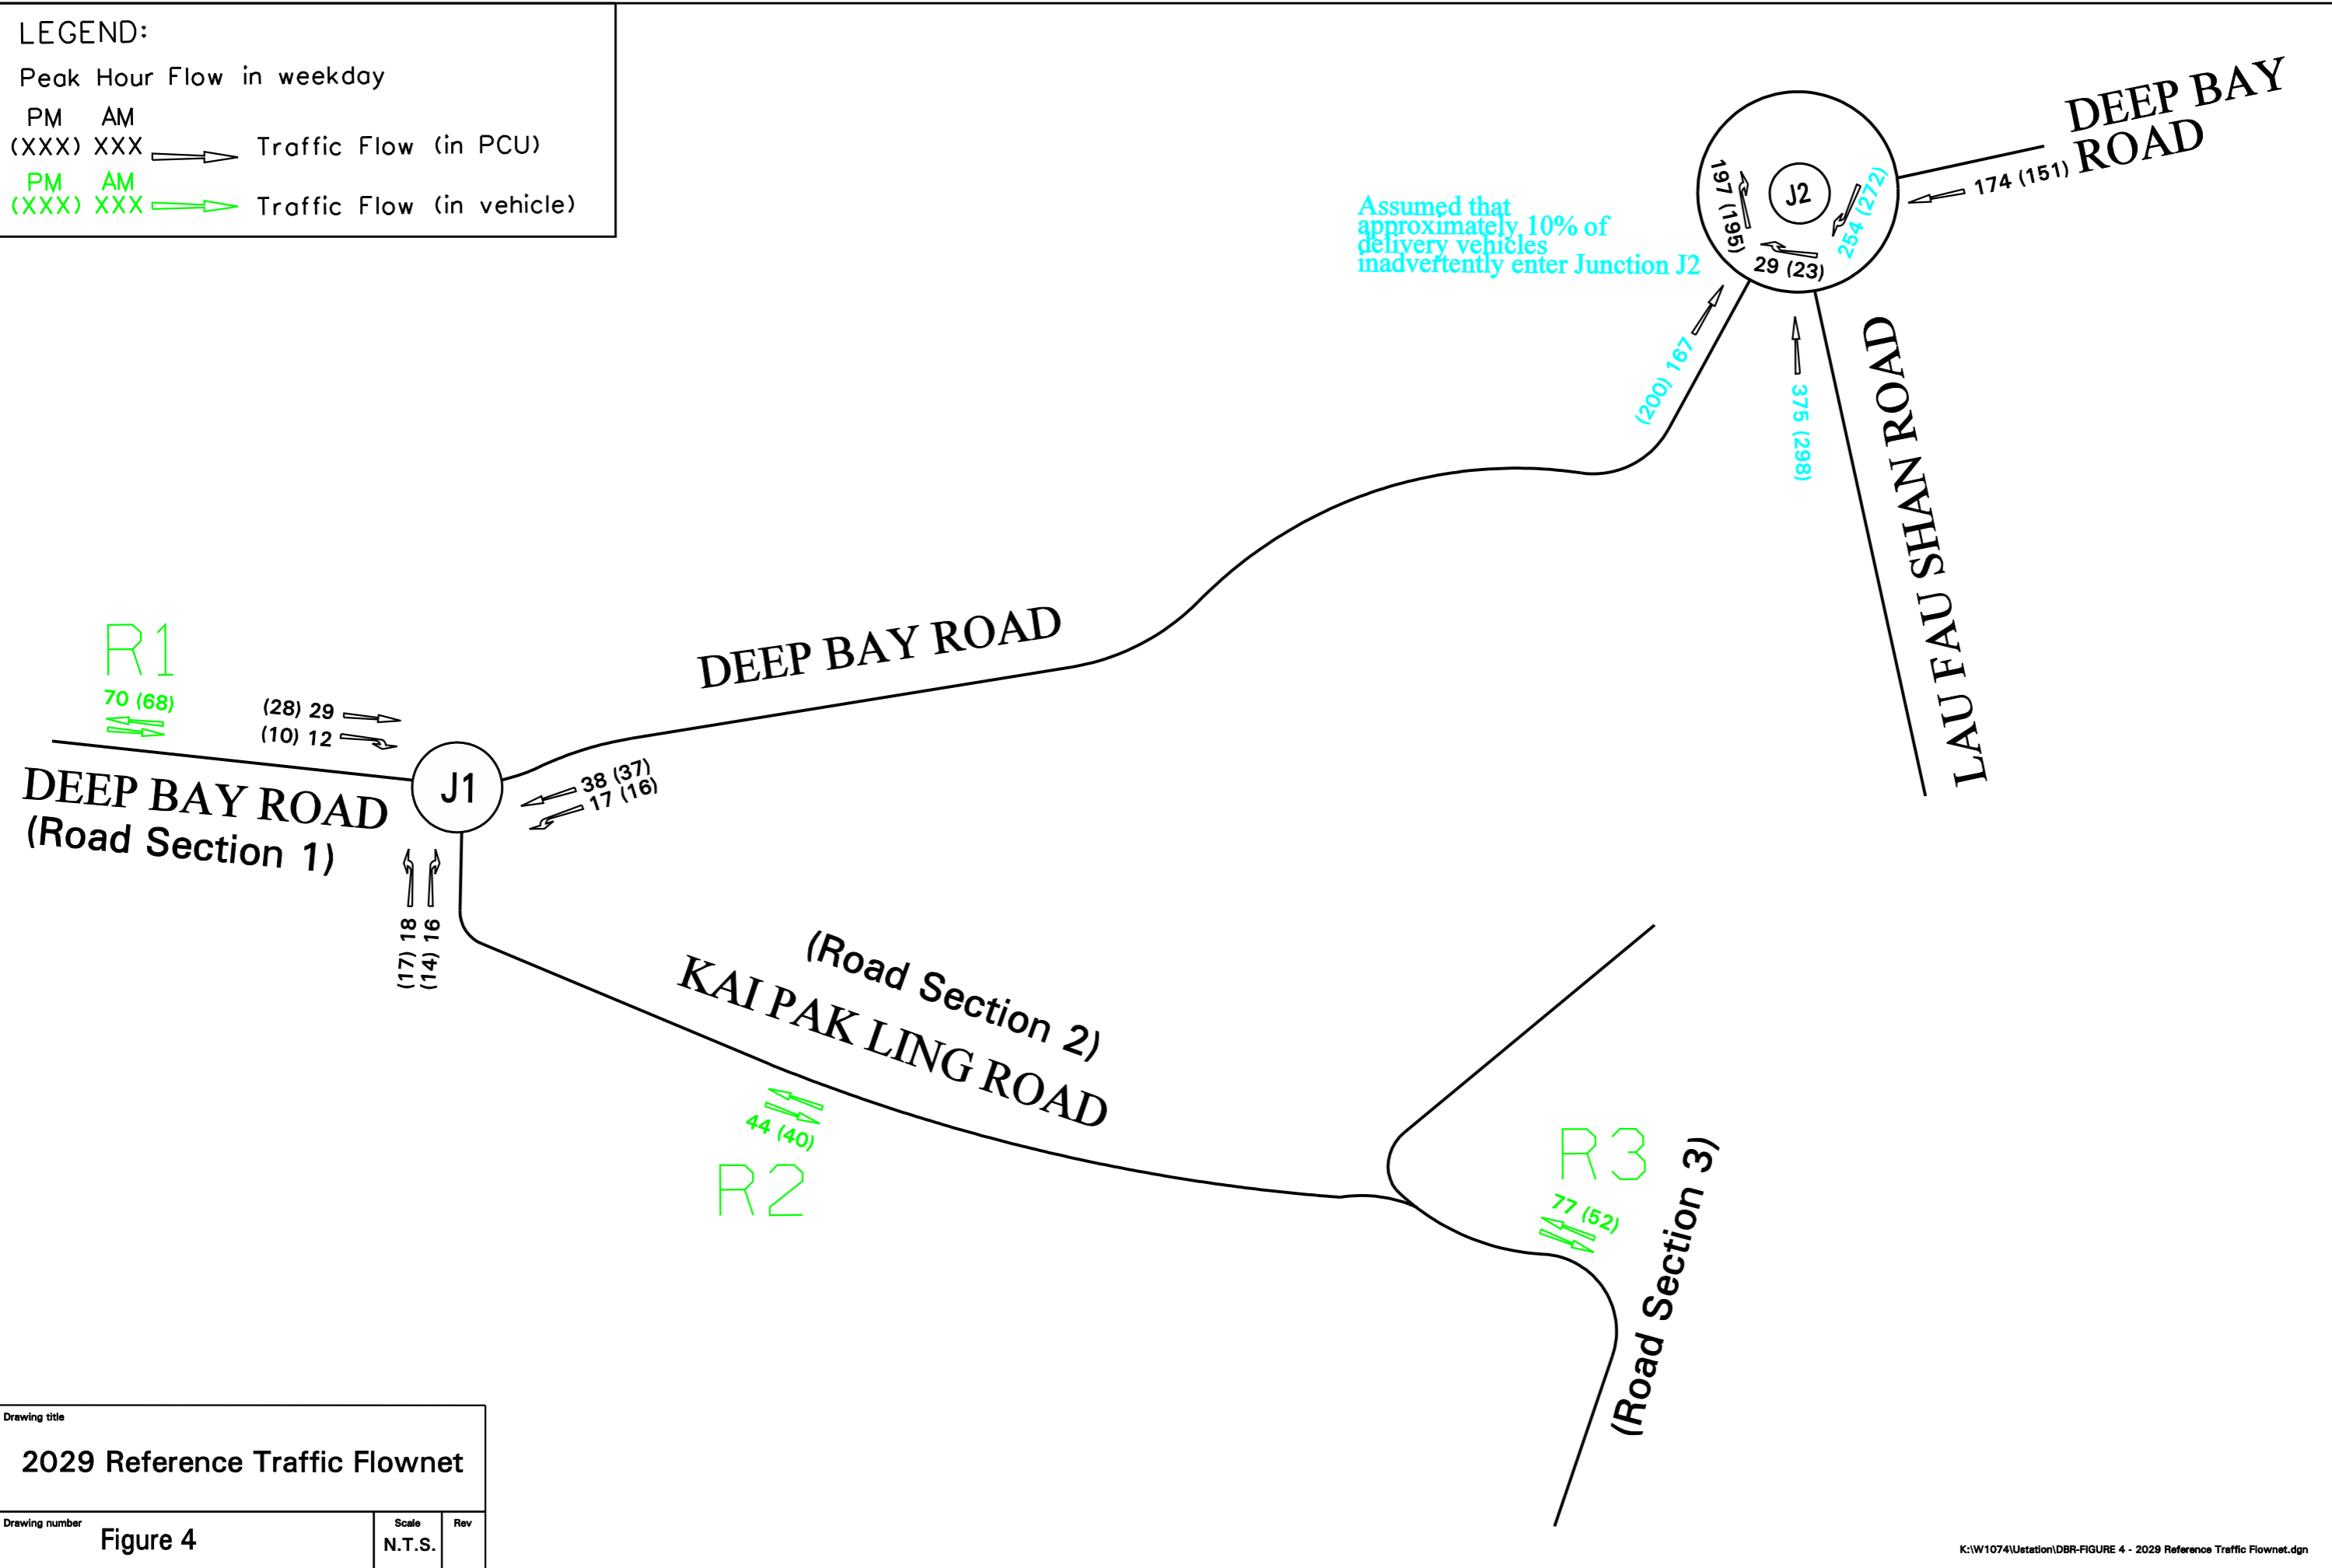 LEGEND:
Peak Hour Flow in weekday
PM AM
(XXX) XXX Traffic Flow (in PCU)
PM AM
(XXX) XXX Traffic Flow (in vehicle)
DEEP BAY
ROAD
174 (151)
J2
197 (195)
254 (272)
29 (23)
Assumed that
approximately 10% of
delivery vehicles
inadvertently enter Junction J2
(200) 167
375 (298)
LAU FAU SHAN ROAD
DEEP BAY ROAD
R1
70 (68)
(28) 29
(10) 12
J1
DEEP BAY ROAD
(Road Section 1)
38 (37)
17 (16)
(17) 18
(14) 16
(Road Section 2)
KAI PAK LING ROAD
44 (40)
R2
R3
77 (52)
(Road Section 3)
Drawing title
2029 Reference Traffic Flownet
Drawing number
Figure 4
Scale
N.T.S.
Rev
K:\W1074\Ustation\DBR-FIGURE 4 - 2029 Reference Traffic Flownet.dgn